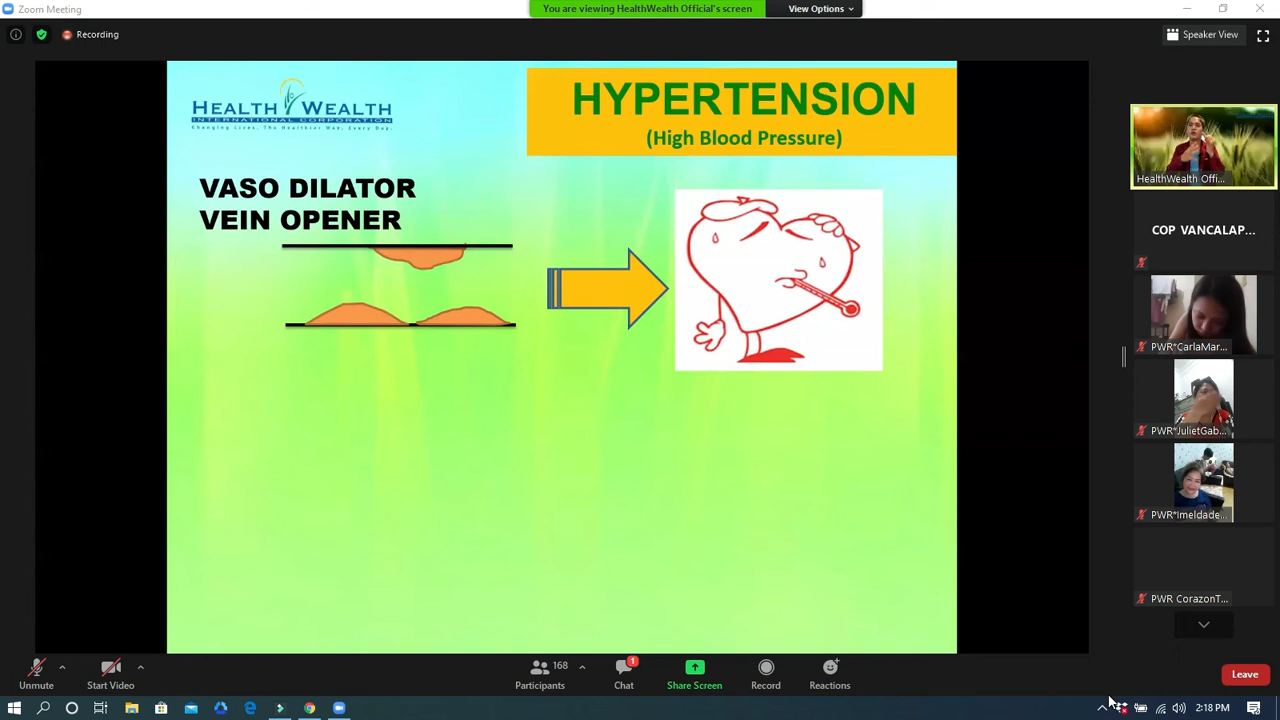 Zoom Meeting
You are viewing HealthWealth Official's screen
View Options
Recording
Speaker View
HEALTH WEALTH
INTERNATIONAL CORPORATION
Changing Lives, The Healthier Way, Every Day.
HYPERTENSION
(High Blood Pressure)
VASO DILATOR
VEIN OPENER
HealthWealth Offi...
COP VANCALAP...
PWR*CarlaMar...
PWR*JulietGab...
PWR*Imeldade...
PWR CorazonT...
Unmute
Start Video
Participants
168
Chat
1
Share Screen
Record
Reactions
Leave
2:18 PM